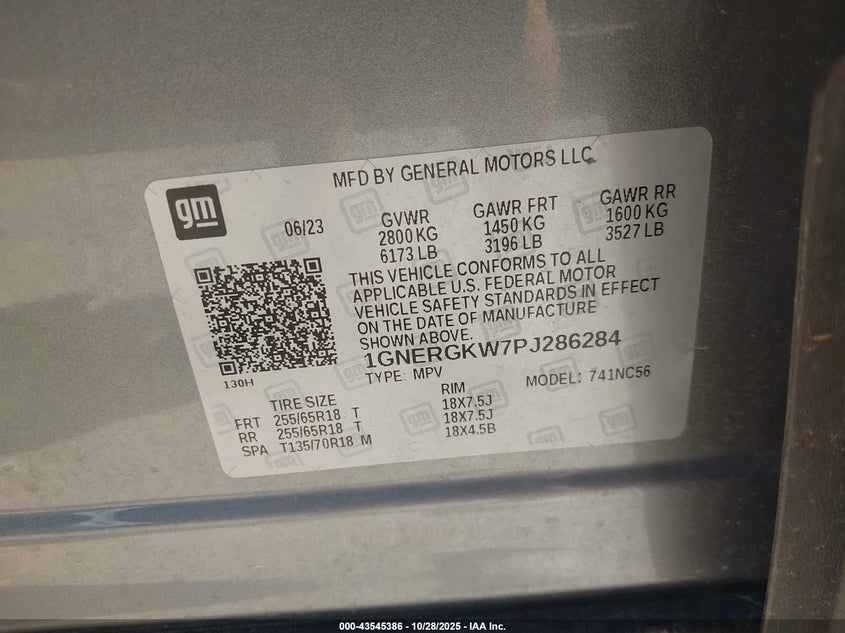 MFD BY GENERAL MOTORS LLC
gm
06/23
GVWR
2800 KG
6173 LB
GAWR FRT
1450 KG
3196 LB
GAWR RR
1600 KG
3527 LB
THIS VEHICLE CONFORMS TO ALL
APPLICABLE U.S. FEDERAL MOTOR
VEHICLE SAFETY STANDARDS IN EFFECT
ON THE DATE OF MANUFACTURE
SHOWN ABOVE.
1GNERGKW7PJ286284
130H
TYPE: MPV
MODEL: 741NC56
TIRE SIZE RIM
FRT 255/65R18 T 18X7.5J
RR 255/65R18 T 18X7.5J
SPA T135/70R18 M 18X4.5B
000-43545386 - 10/28/2025 - IAA Inc.